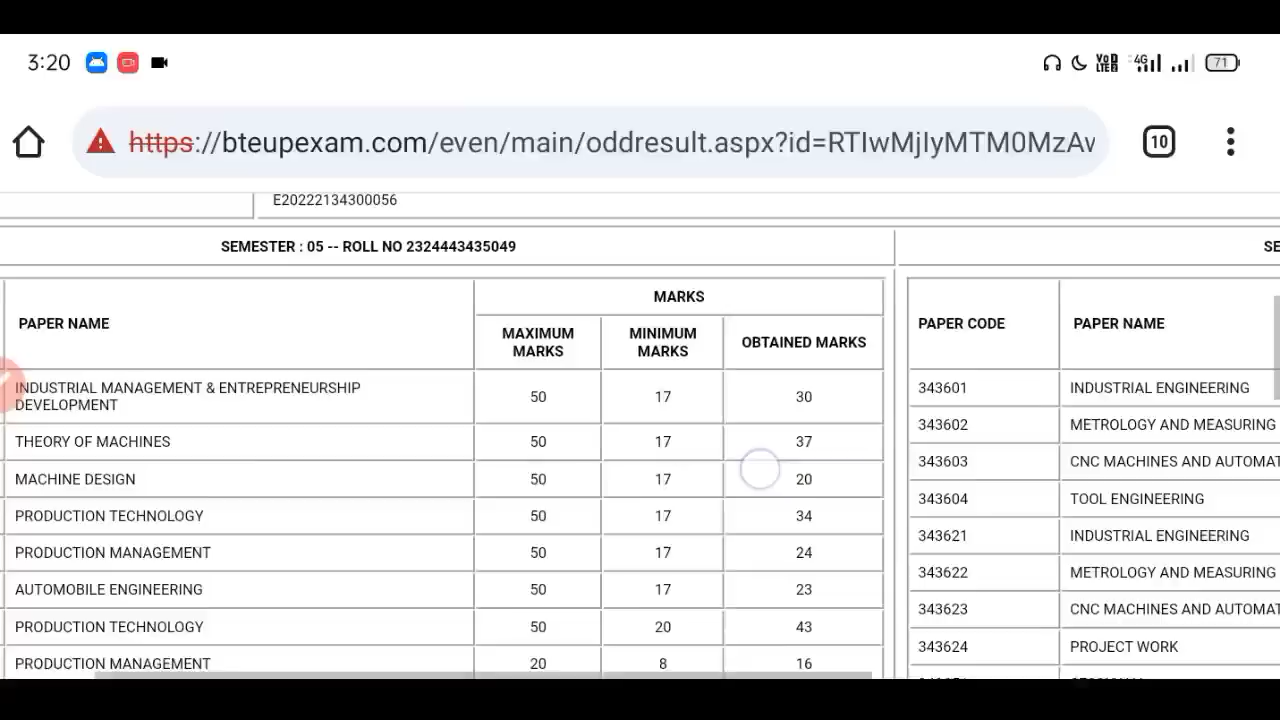 3:20
VoD LTE 2 4G 71
https://bteupexam.com/even/main/oddresult.aspx?id=RTIwMjIyMTM0MzAv 10
E20222134300056
SEMESTER : 05 -- ROLL NO 2324443435049 SE
PAPER NAME MARKS PAPER CODE PAPER NAME
MAXIMUM MARKS MINIMUM MARKS OBTAINED MARKS
INDUSTRIAL MANAGEMENT & ENTREPRENEURSHIP
DEVELOPMENT 50 17 30 343601 INDUSTRIAL ENGINEERING
THEORY OF MACHINES 50 17 37 343602 METROLOGY AND MEASURING
MACHINE DESIGN 50 17 20 343603 CNC MACHINES AND AUTOMAT
PRODUCTION TECHNOLOGY 50 17 34 343604 TOOL ENGINEERING
PRODUCTION MANAGEMENT 50 17 24 343621 INDUSTRIAL ENGINEERING
AUTOMOBILE ENGINEERING 50 17 23 343622 METROLOGY AND MEASURING
PRODUCTION TECHNOLOGY 50 20 43 343623 CNC MACHINES AND AUTOMAT
PRODUCTION MANAGEMENT 20 8 16 343624 PROJECT WORK